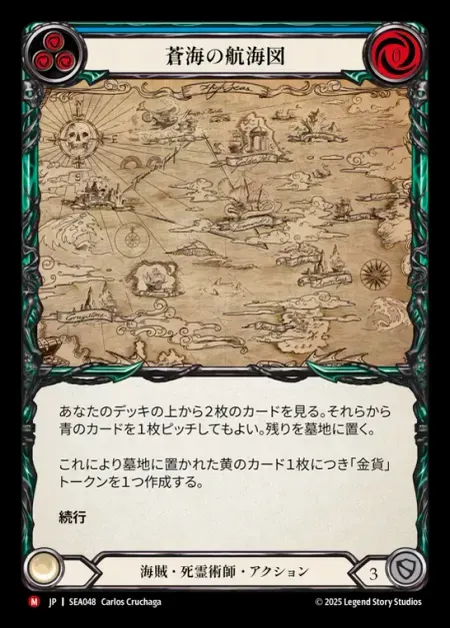 蒼海の航海図
0
High Seas
あなたのデッキの上から2枚のカードを見る。それらから
青のカードを1枚ピッチしてもよい。残りを墓地に置く。
これにより墓地に置かれた黄のカード1枚につき「金貨」
トークンを1つ作成する。
続行
海賊・死霊術師・アクション
3
M JP | SEA048 Carlos Cruchaga
© 2025 Legend Story Studios